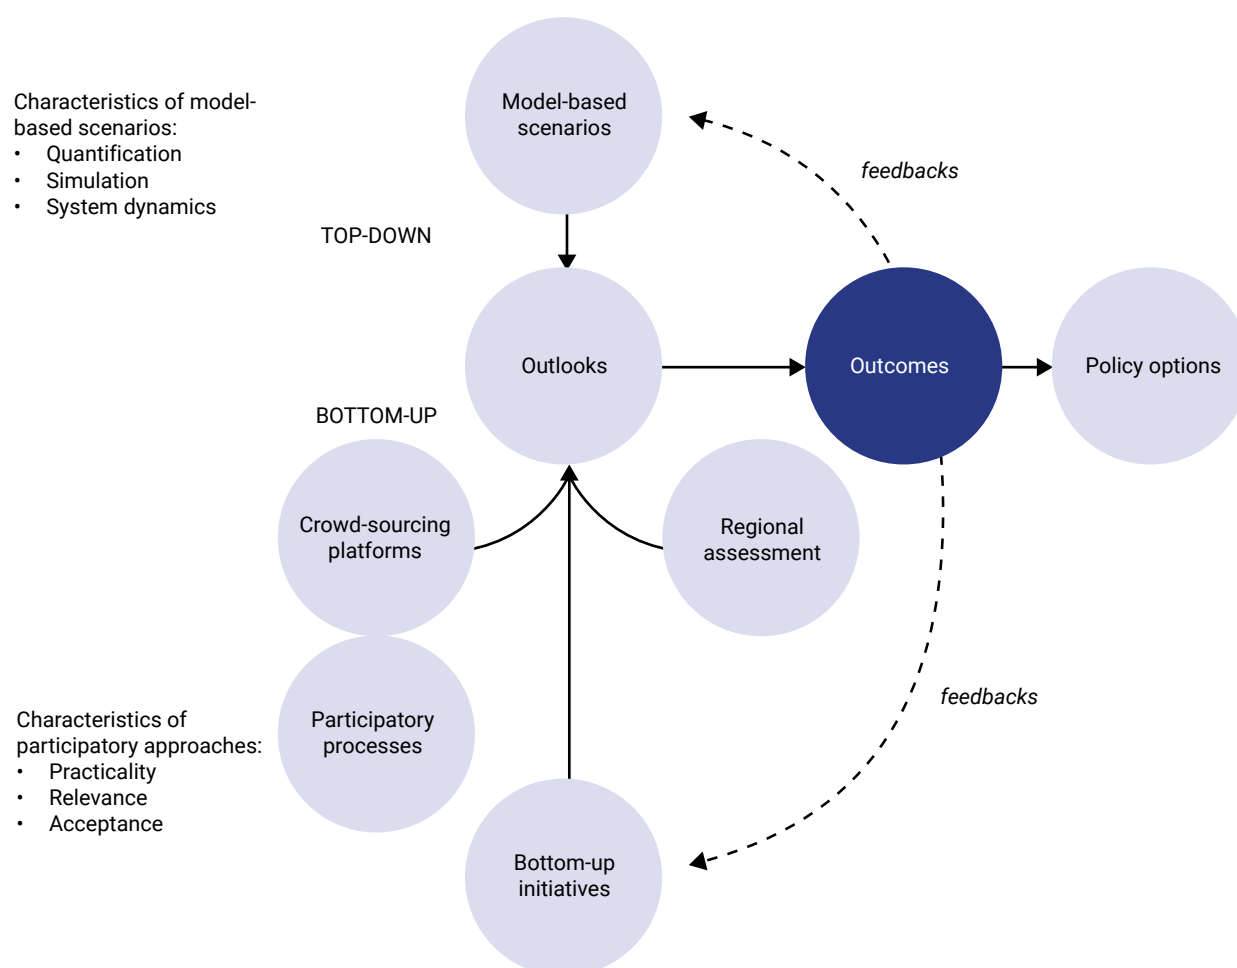 Model-based
scenarios
Characteristics of model-
based scenarios:
• Quantification
• Simulation
• System dynamics
feedbacks
TOP-DOWN
Outlooks
Outcomes
Policy options
BOTTOM-UP
Crowd-sourcing
platforms
Regional
assessment
Participatory
processes
Characteristics of
participatory approaches:
• Practicality
• Relevance
• Acceptance
feedbacks
Bottom-up
initiatives